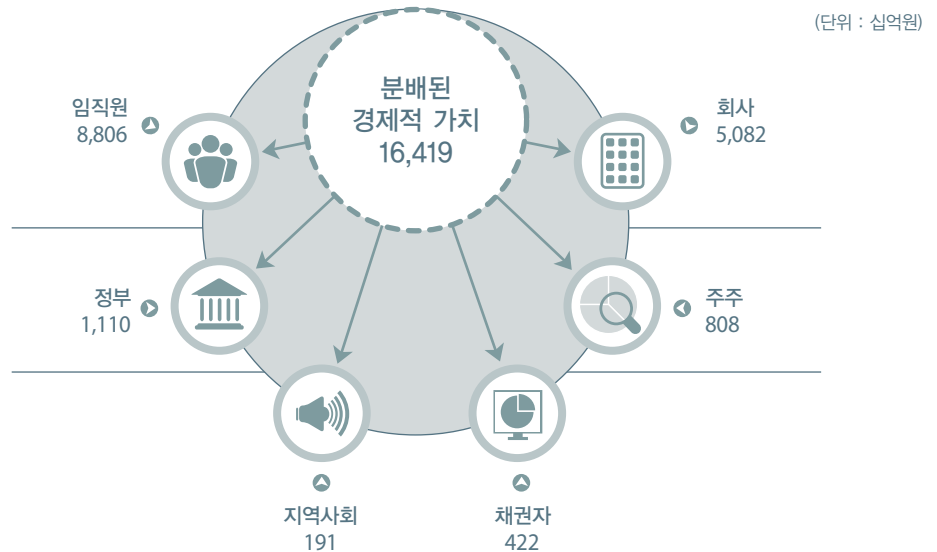 (단위 : 십억원)
분배된
경제적 가치
16,419
임직원
8,806
회사
5,082
정부
1,110
주주
808
지역사회
191
채권자
422